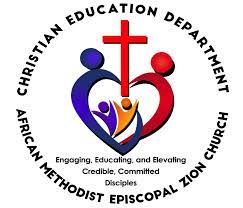 CHRISTIAN EDUCATION DEPARTMENT
Engaging, Educating, and Elevating
Credible, Committed
Disciples
AFRICAN METHODIST EPISCOPAL ZION CHURCH